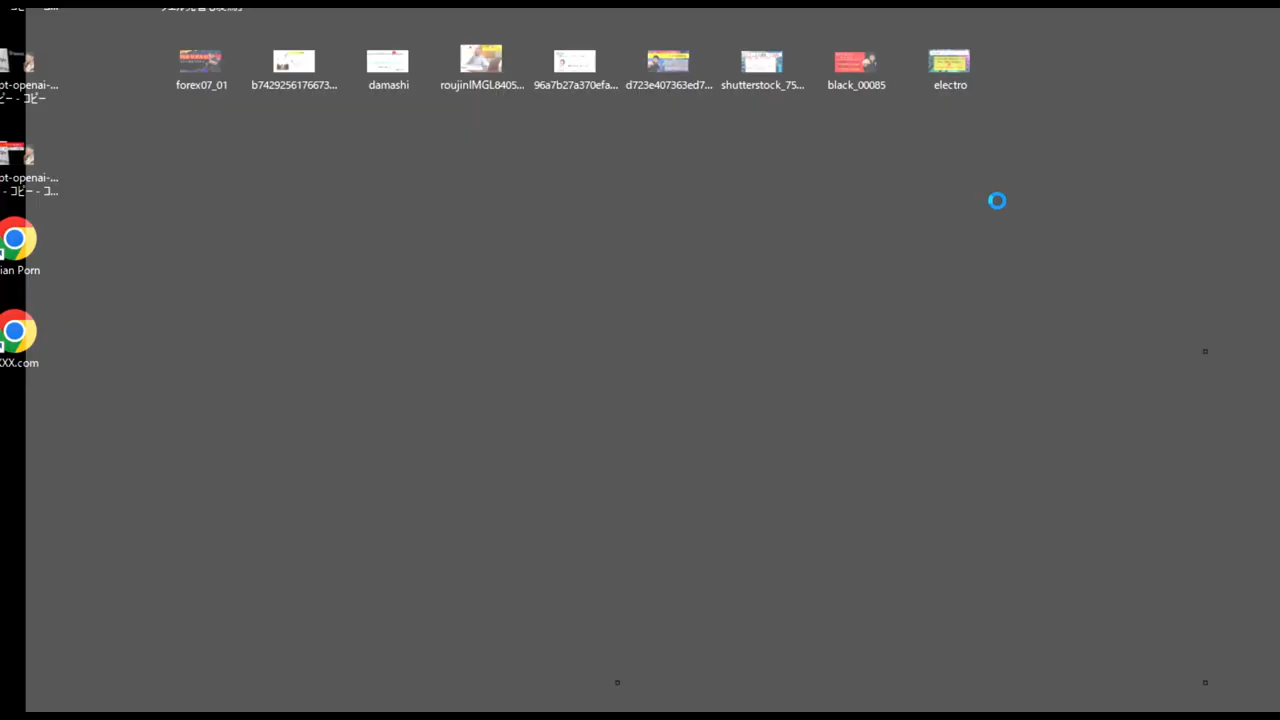 forex07_01
b7429256176673...
damashi
roujinIMGL8405...
96a7b27a370efa...
d723e407363ed7...
shutterstock_75...
black_00085
electro
pt-openai-...
ピー - コピー
pt-openai-...
- コピー - コ...
ian Porn
XXX.com